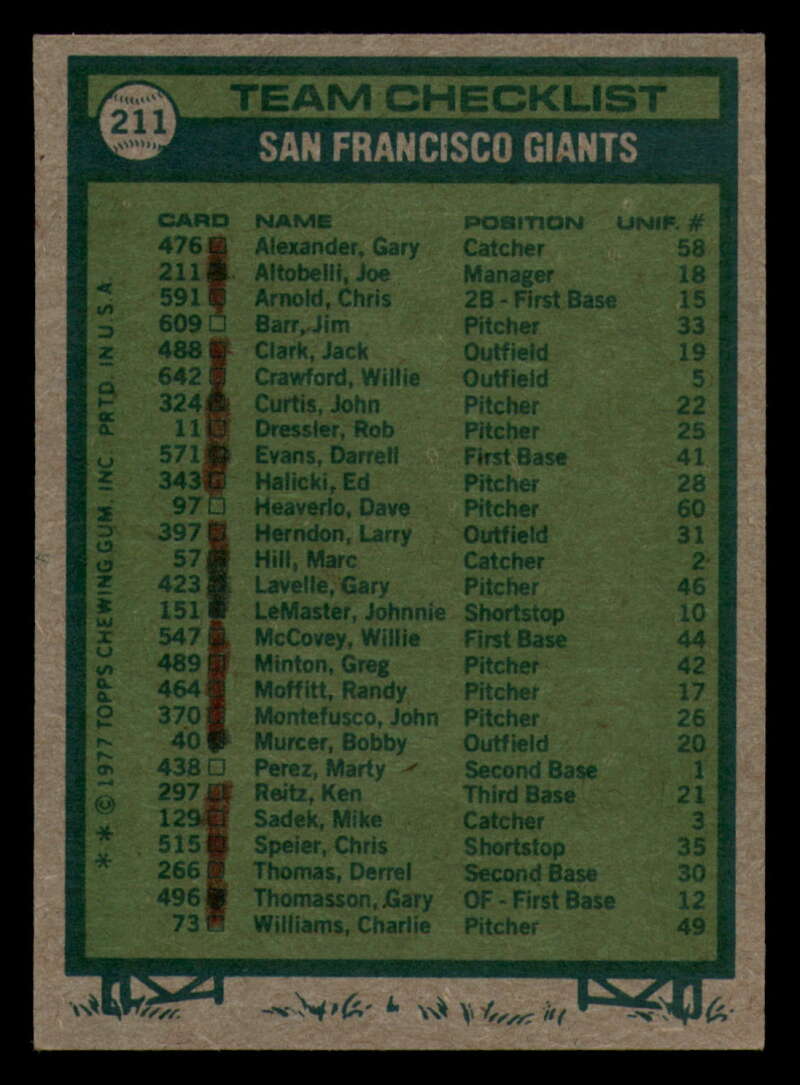 211
TEAM CHECKLIST
SAN FRANCISCO GIANTS
CARD NAME POSITION UNIF. #
476 Alexander, Gary Catcher 58
211 Altobelli, Joe Manager 18
591 Arnold, Chris 2B - First Base 15
609 Barr, Jim Pitcher 33
488 Clark, Jack Outfield 19
642 Crawford, Willie Outfield 5
324 Curtis, John Pitcher 22
11 Dressler, Rob Pitcher 25
571 Evans, Darrell First Base 41
343 Halicki, Ed Pitcher 28
97 Heaverlo, Dave Pitcher 60
397 Herndon, Larry Outfield 31
57 Hill, Marc Catcher 2
423 Lavelle, Gary Pitcher 46
151 LeMaster, Johnnie Shortstop 10
547 McCovey, Willie First Base 44
489 Minton, Greg Pitcher 42
464 Moffitt, Randy Pitcher 17
370 Montefusco, John Pitcher 26
40 Murcer, Bobby Outfield 20
438 Perez, Marty Second Base 1
297 Reitz, Ken Third Base 21
129 Sadek, Mike Catcher 3
515 Speier, Chris Shortstop 35
266 Thomas, Derrel Second Base 30
496 Thomasson, Gary OF - First Base 12
73 Williams, Charlie Pitcher 49
* * © 1977 TOPPS CHEWING GUM, INC. PRTD. IN U.S.A.